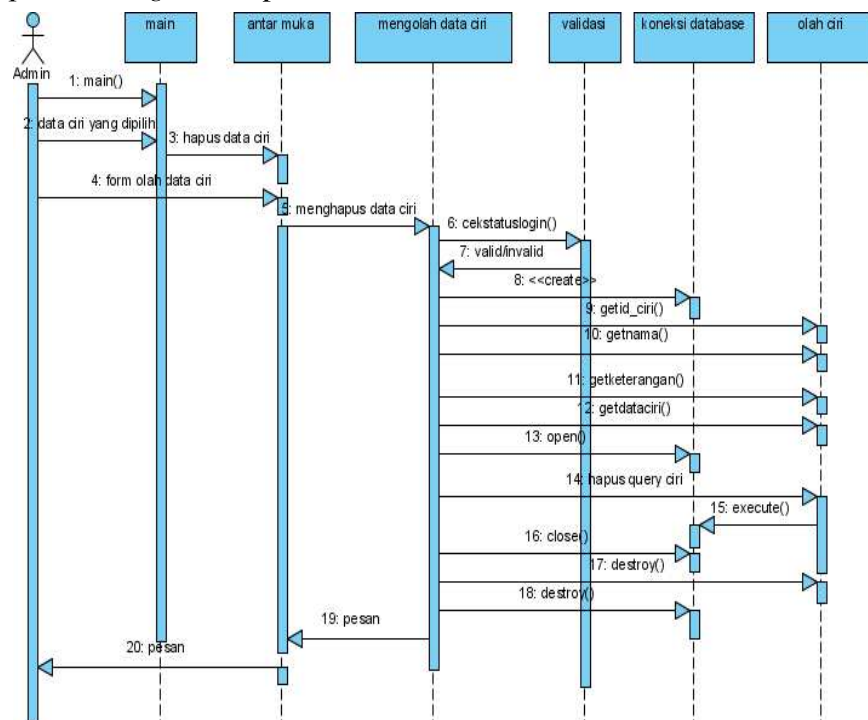 main
antar muka
mengolah data ciri
validasi
koneksi database
olah ciri
Admin
1: main()
2: data ciri yang dipilih
3: hapus data ciri
4: form olah data ciri
5: menghapus data ciri
6: cekstatuslogin()
7: valid/invalid
8: <<create>>
9: getid_ciri()
10: getnama()
11: getketerangan()
12: getdataciri()
13: open()
14: hapus query ciri
15: execute()
16: close()
17: destroy()
18: destroy()
19: pesan
20: pesan